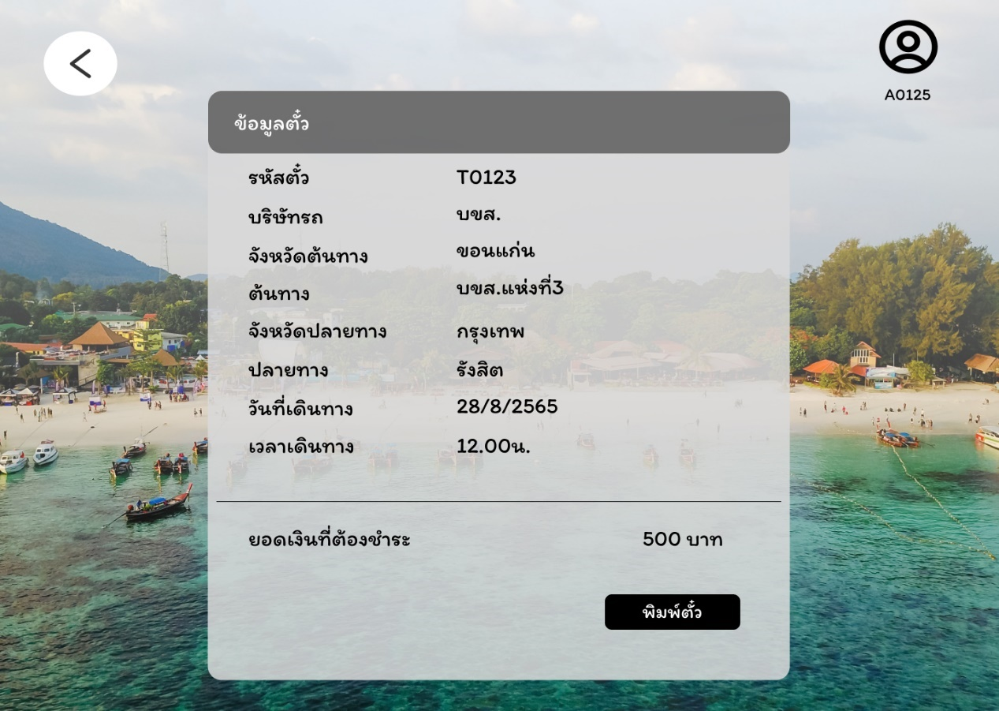 A0125
ข้อมูลตั๋ว
รหัสตั๋ว T0123
บริษัทรถ บขส.
จังหวัดต้นทาง ขอนแก่น
ต้นทาง บขส.แห่งที่3
จังหวัดปลายทาง กรุงเทพ
ปลายทาง รังสิต
วันที่เดินทาง 28/8/2565
เวลาเดินทาง 12.00น.
ยอดเงินที่ต้องชำระ 500 บาท
พิมพ์ตั๋ว